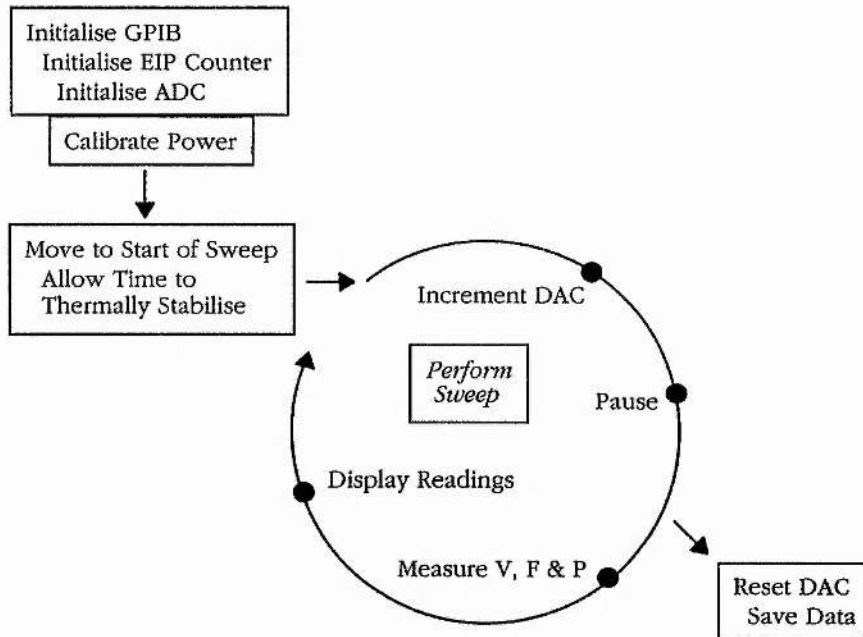 Initialise GPIB
Initialise EIP Counter
Initialise ADC
Calibrate Power
Move to Start of Sweep
Allow Time to
Thermally Stabilise
Increment DAC
Perform
Sweep
Pause
Display Readings
Measure V, F & P
Reset DAC
Save Data